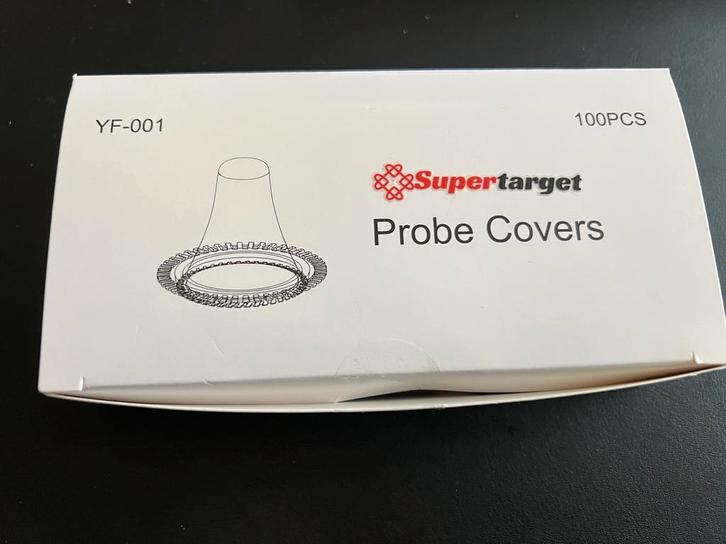 YF-001
100PCS
Supertarget
Probe Covers